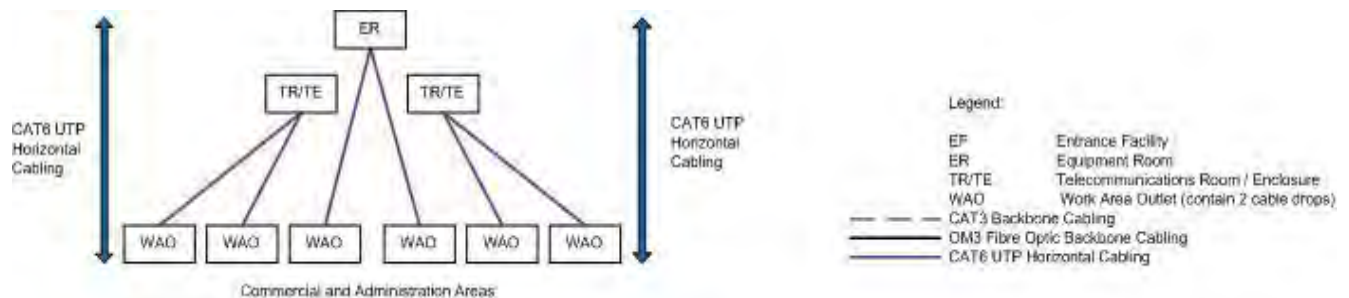 ER
TR/TE TR/TE
CAT6 UTP
Horizontal
Cabling
CAT6 UTP
Horizontal
Cabling
WAO WAO WAO WAO WAO WAO
Commercial and Administration Areas
Legend:
EF Entrance Facility
ER Equipment Room
TR/TE Telecommunications Room / Enclosure
WAO Work Area Outlet (contain 2 cable drops)
CAT3 Backbone Cabling
OM3 Fibre Optic Backbone Cabling
CAT6 UTP Horizontal Cabling